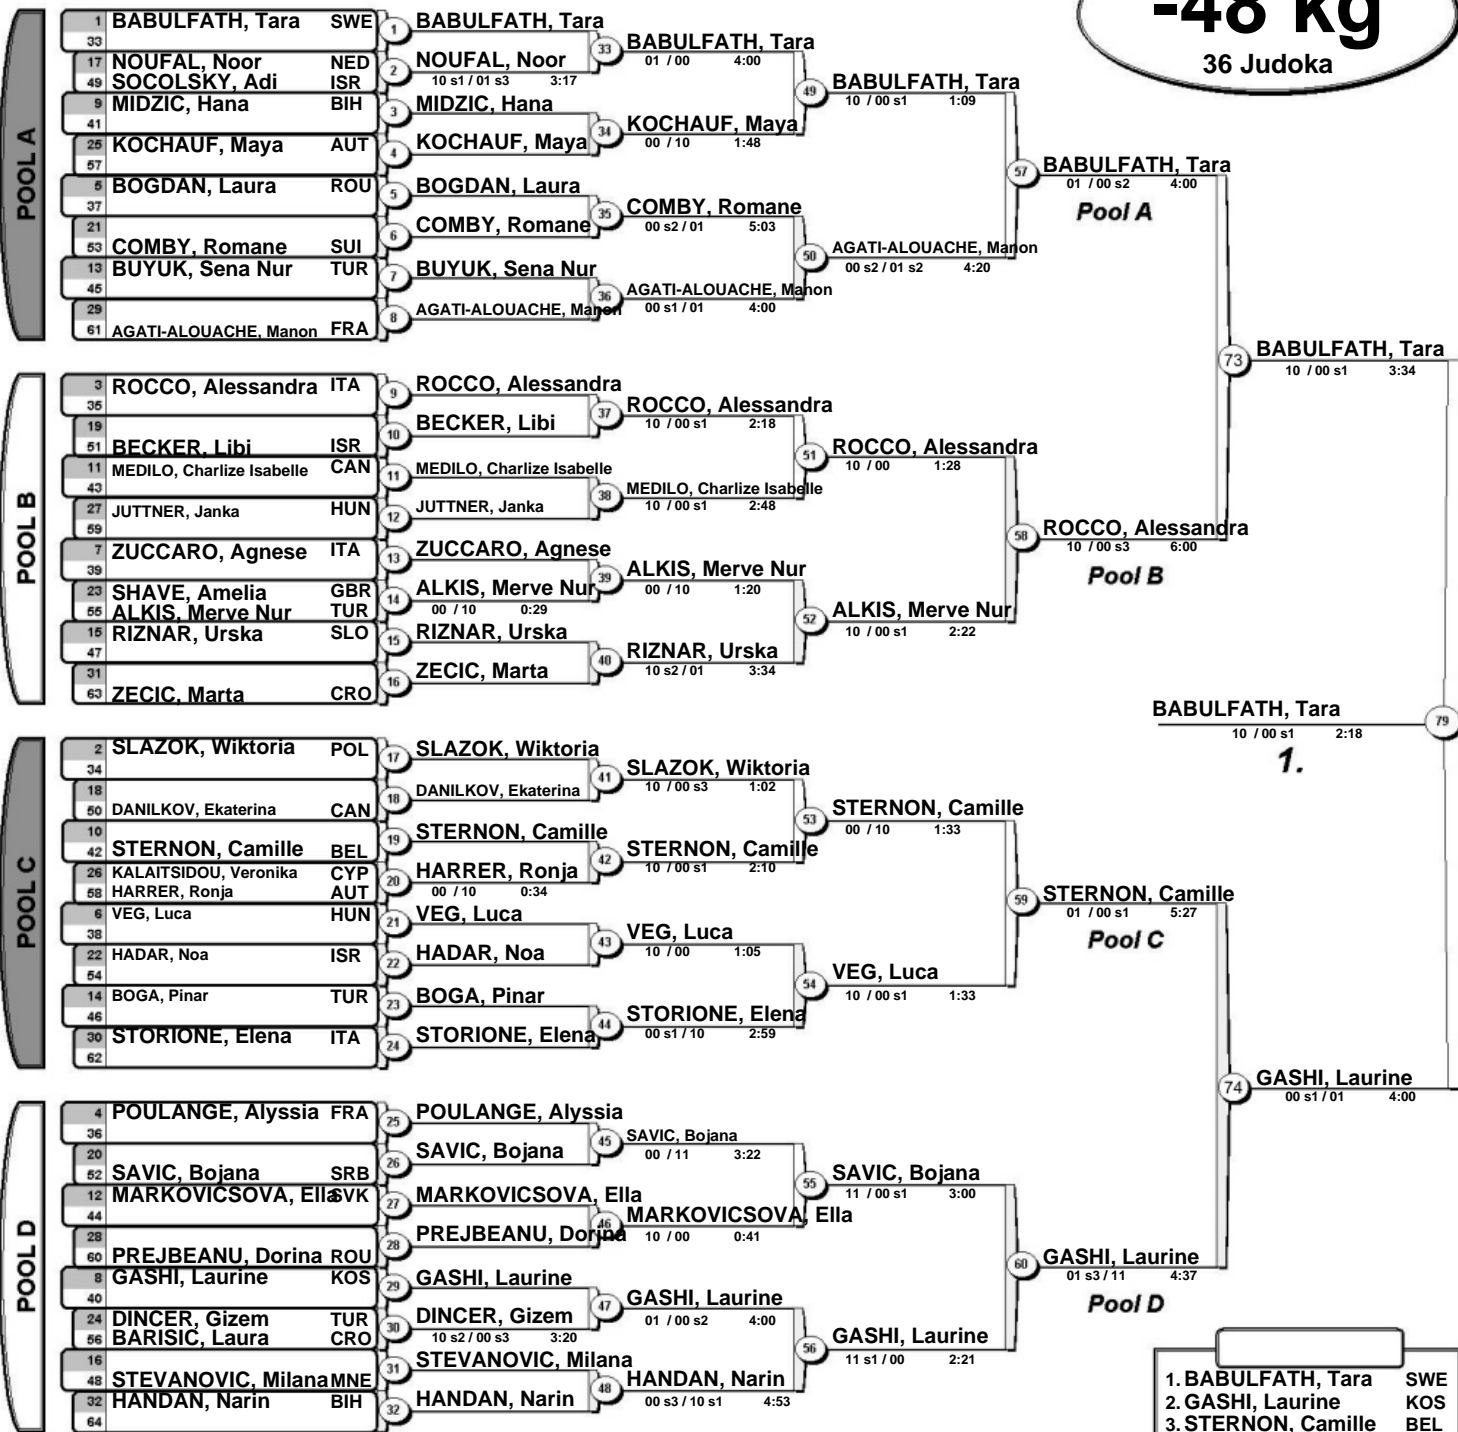 -48 kg
36 Judoka
POOL A
1 BABULFATH, Tara SWE
33
17 NOUFAL, Noor NED
49 SOCOLSKY, Adi ISR
9 MIDZIC, Hana BIH
41
25 KOCHAUF, Maya AUT
57
5 BOGDAN, Laura ROU
37
21
53 COMBY, Romane SUI
13 BUYUK, Sena Nur TUR
45
29
61 AGATI-ALOUACHE, Manon FRA
1 BABULFATH, Tara
2 NOUFAL, Noor
10 s1 / 01 s3 3:17
3 MIDZIC, Hana
4 KOCHAUF, Maya
5 BOGDAN, Laura
6 COMBY, Romane
7 BUYUK, Sena Nur
8 AGATI-ALOUACHE, Manon
33 BABULFATH, Tara
01 / 00 4:00
34 KOCHAUF, Maya
00 / 10 1:48
35 COMBY, Romane
00 s2 / 01 5:03
36 AGATI-ALOUACHE, Manon
00 s1 / 01 4:00
49 BABULFATH, Tara
10 / 00 s1 1:09
50 AGATI-ALOUACHE, Manon
00 s2 / 01 s2 4:20
57 BABULFATH, Tara
01 / 00 s2 4:00
Pool A
POOL B
3 ROCCO, Alessandra ITA
35
19
51 BECKER, Libi ISR
11 MEDILO, Charlize Isabelle CAN
43
27 JUTTNER, Janka HUN
59
7 ZUCCARO, Agnese ITA
39
23 SHAVE, Amelia GBR
55 ALKIS, Merve Nur TUR
15 RIZNAR, Urska SLO
47
31
63 ZECIC, Marta CRO
9 ROCCO, Alessandra
10 BECKER, Libi
11 MEDILO, Charlize Isabelle
12 JUTTNER, Janka
13 ZUCCARO, Agnese
14 ALKIS, Merve Nur
00 / 10 0:29
15 RIZNAR, Urska
16 ZECIC, Marta
37 ROCCO, Alessandra
10 / 00 s1 2:18
38 MEDILO, Charlize Isabelle
10 / 00 s1 2:48
39 ALKIS, Merve Nur
00 / 10 1:20
40 RIZNAR, Urska
10 s2 / 01 3:34
51 ROCCO, Alessandra
10 / 00 1:28
52 ALKIS, Merve Nur
10 / 00 s1 2:22
58 ROCCO, Alessandra
10 / 00 s3 6:00
Pool B
73 BABULFATH, Tara
10 / 00 s1 3:34
BABULFATH, Tara 79
10 / 00 s1 2:18
1.
POOL C
2 SLAZOK, Wiktoria POL
34
18
50 DANILKOV, Ekaterina CAN
10
42 STERNON, Camille BEL
26 KALAITSIDOU, Veronika CYP
58 HARRER, Ronja AUT
6 VEG, Luca HUN
38
22 HADAR, Noa ISR
54
14 BOGA, Pinar TUR
46
30 STORIONE, Elena ITA
62
17 SLAZOK, Wiktoria
18 DANILKOV, Ekaterina
19 STERNON, Camille
20 HARRER, Ronja
00 / 10 0:34
21 VEG, Luca
22 HADAR, Noa
23 BOGA, Pinar
24 STORIONE, Elena
41 SLAZOK, Wiktoria
10 / 00 s3 1:02
42 STERNON, Camille
10 / 00 s1 2:10
43 VEG, Luca
10 / 00 1:05
44 STORIONE, Elena
00 s1 / 10 2:59
53 STERNON, Camille
00 / 10 1:33
54 VEG, Luca
10 / 00 s1 1:33
59 STERNON, Camille
01 / 00 s1 5:27
Pool C
POOL D
4 POULANGE, Alyssia FRA
36
20
52 SAVIC, Bojana SRB
12 MARKOVICSOVA, Ella SVK
44
28
60 PREJBEANU, Dorina ROU
8 GASHI, Laurine KOS
40
24 DINCER, Gizem TUR
56 BARISIC, Laura CRO
16
48 STEVANOVIC, Milana MNE
32 HANDAN, Narin BIH
64
25 POULANGE, Alyssia
26 SAVIC, Bojana
27 MARKOVICSOVA, Ella
28 PREJBEANU, Dorina
29 GASHI, Laurine
30 DINCER, Gizem
10 s2 / 00 s3 3:20
31 STEVANOVIC, Milana
32 HANDAN, Narin
45 SAVIC, Bojana
00 / 11 3:22
46 MARKOVICSOVA, Ella
10 / 00 0:41
47 GASHI, Laurine
01 / 00 s2 4:00
48 HANDAN, Narin
00 s3 / 10 s1 4:53
55 SAVIC, Bojana
11 / 00 s1 3:00
56 GASHI, Laurine
11 s1 / 00 2:21
60 GASHI, Laurine
01 s3 / 11 4:37
Pool D
74 GASHI, Laurine
00 s1 / 01 4:00
1. BABULFATH, Tara SWE
2. GASHI, Laurine KOS
3. STERNON, Camille BEL